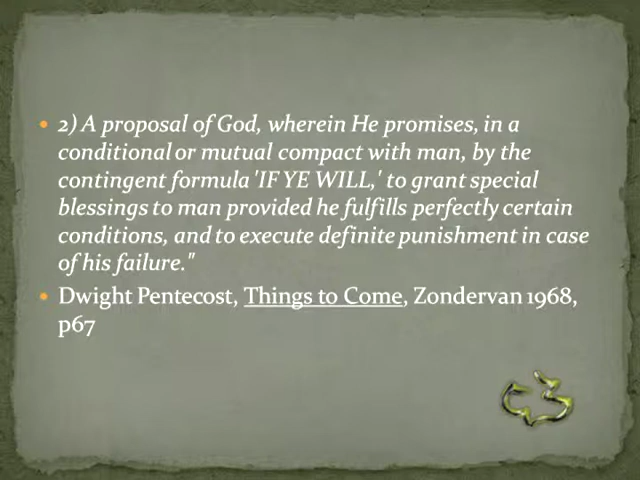 2) A proposal of God, wherein He promises, in a
conditional or mutual compact with man, by the
contingent formula 'IF YE WILL,' to grant special
blessings to man provided he fulfills perfectly certain
conditions, and to execute definite punishment in case
of his failure."
Dwight Pentecost, Things to Come, Zondervan 1968,
p67